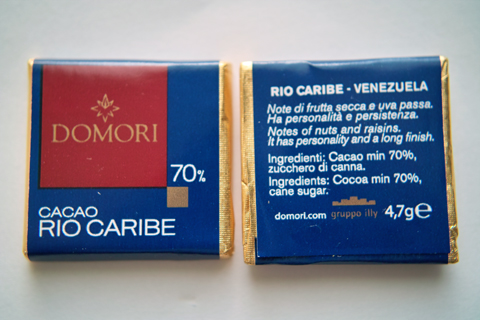 DOMORI
70%
CACAO
RIO CARIBE
RIO CARIBE - VENEZUELA
Note di frutta secca e uva passa.
Ha personalità e persistenza.
Notes of nuts and raisins.
It has personality and a long finish.
Ingredienti: Cacao min 70%,
zucchero di canna.
Ingredients: Cocoa min 70%,
cane sugar.
domori.com gruppo illy 4,7g℮